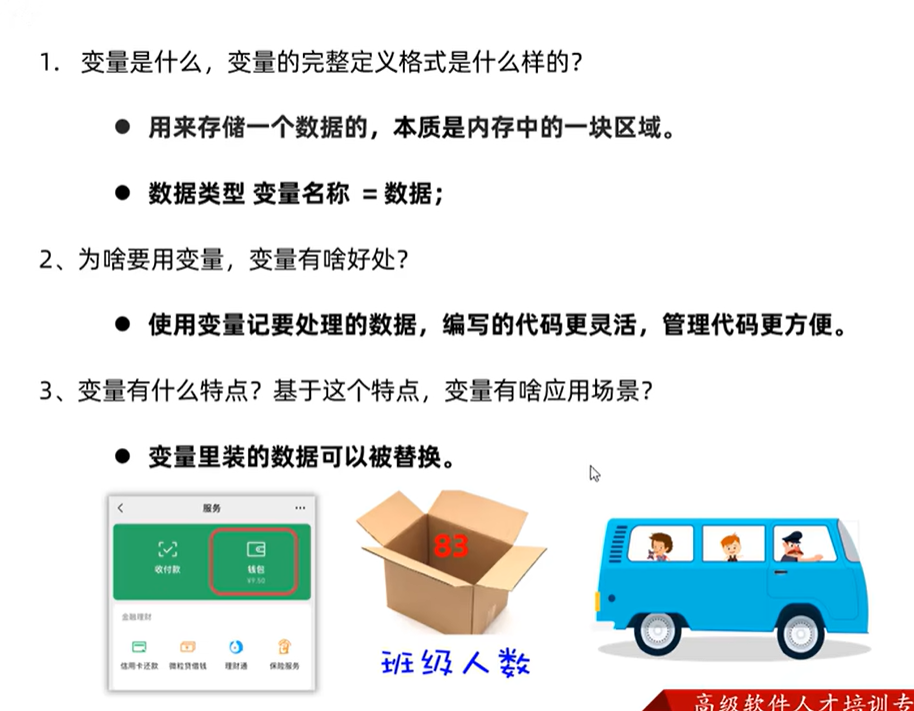 1. 变量是什么，变量的完整定义格式是什么样的？
● 用来存储一个数据的，本质是内存中的一块区域。
● 数据类型 变量名称 = 数据；
2、为啥要用变量，变量有啥好处？
● 使用变量记要处理的数据，编写的代码更灵活，管理代码更方便。
3、变量有什么特点？基于这个特点，变量有啥应用场景？
● 变量里装的数据可以被替换。
服务
收付款
钱包
¥9.50
金融理财
信用卡还款 微粒贷借钱 理财通 保险服务
83
班级人数
高级软件人才培训专